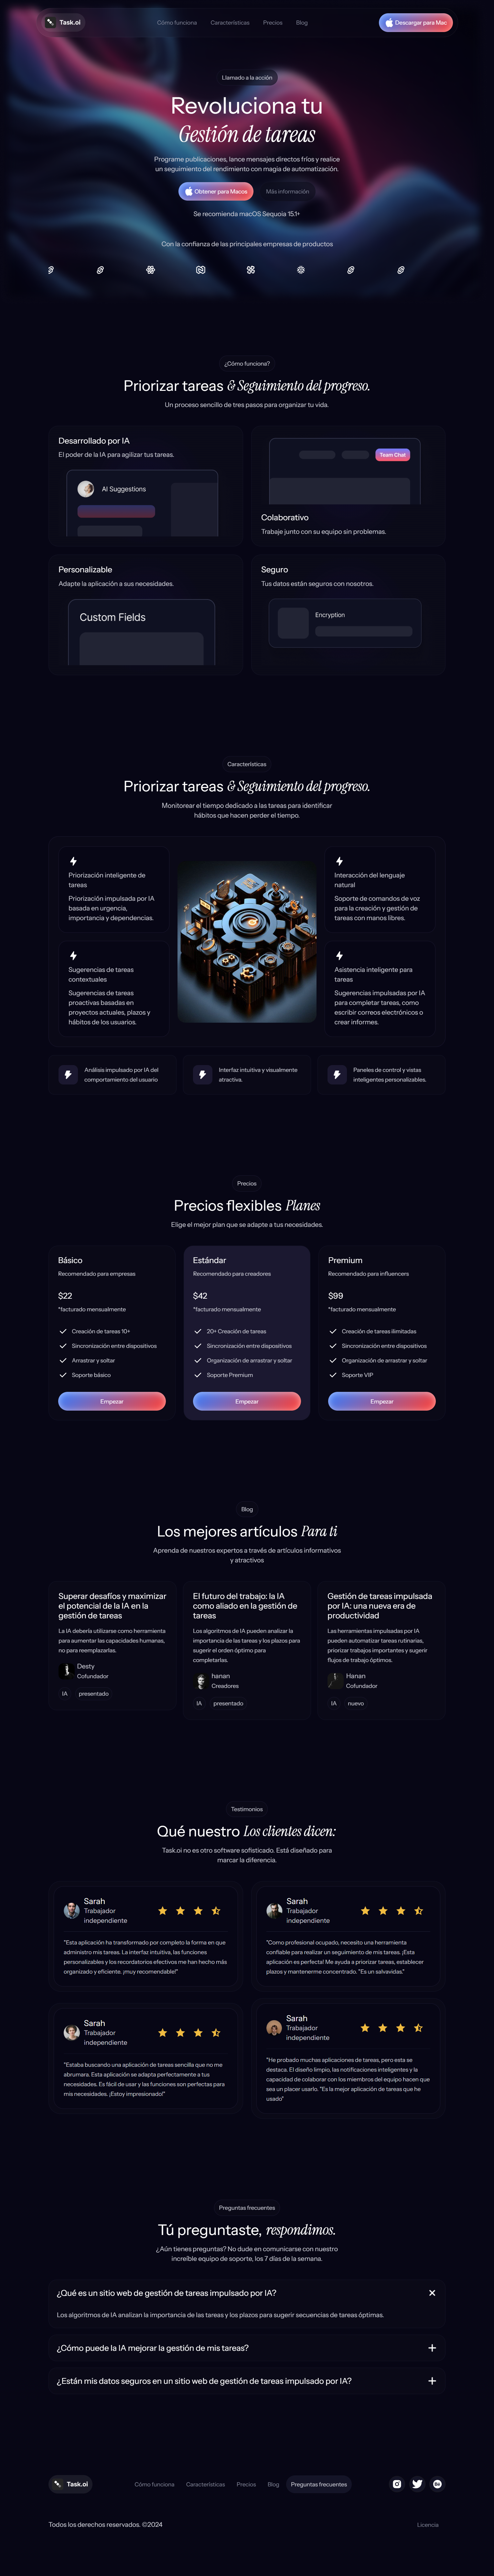 Task.oi
Cómo funciona
Características
Precios
Blog
Descargar para Mac
Llamado a la acción
Revoluciona tu
Gestión de tareas
Programe publicaciones, lance mensajes directos fríos y realice
un seguimiento del rendimiento con magia de automatización.
Obtener para Macos
Más información
Se recomienda macOS Sequoia 15.1+
Con la confianza de las principales empresas de productos
¿Cómo funciona?
Priorizar tareas & Seguimiento del progreso.
Un proceso sencillo de tres pasos para organizar tu vida.
Desarrollado por IA
El poder de la IA para agilizar tus tareas.
AI Suggestions
Team Chat
Colaborativo
Trabaje junto con su equipo sin problemas.
Personalizable
Adapte la aplicación a sus necesidades.
Custom Fields
Seguro
Tus datos están seguros con nosotros.
Encryption
Características
Priorizar tareas & Seguimiento del progreso.
Monitorear el tiempo dedicado a las tareas para identificar
hábitos que hacen perder el tiempo.
Priorización inteligente de
tareas
Priorización impulsada por IA
basada en urgencia,
importancia y dependencias.
Sugerencias de tareas
contextuales
Sugerencias de tareas
proactivas basadas en
proyectos actuales, plazos y
hábitos de los usuarios.
Interacción del lenguaje
natural
Soporte de comandos de voz
para la creación y gestión de
tareas con manos libres.
Asistencia inteligente para
tareas
Sugerencias impulsadas por IA
para completar tareas, como
escribir correos electrónicos o
crear informes.
Análisis impulsado por IA del
comportamiento del usuario
Interfaz intuitiva y visualmente
atractiva.
Paneles de control y vistas
inteligentes personalizables.
Precios
Precios flexibles Planes
Elige el mejor plan que se adapte a tus necesidades.
Básico
Recomendado para empresas
$22
*facturado mensualmente
Creación de tareas 10+
Sincronización entre dispositivos
Arrastrar y soltar
Soporte básico
Empezar
Estándar
Recomendado para creadores
$42
*facturado mensualmente
20+ Creación de tareas
Sincronización entre dispositivos
Organización de arrastrar y soltar
Soporte Premium
Empezar
Premium
Recomendado para influencers
$99
*facturado mensualmente
Creación de tareas ilimitadas
Sincronización entre dispositivos
Organización de arrastrar y soltar
Soporte VIP
Empezar
Blog
Los mejores artículos Para ti
Aprenda de nuestros expertos a través de artículos informativos
y atractivos
Superar desafíos y maximizar
el potencial de la IA en la
gestión de tareas
La IA debería utilizarse como herramienta
para aumentar las capacidades humanas,
no para reemplazarlas.
Desty
Cofundador
IA
presentado
El futuro del trabajo: la IA
como aliado en la gestión de
tareas
Los algoritmos de IA pueden analizar la
importancia de las tareas y los plazos para
sugerir el orden óptimo para
completarlas.
hanan
Creadores
IA
presentado
Gestión de tareas impulsada
por IA: una nueva era de
productividad
Las herramientas impulsadas por IA
pueden automatizar tareas rutinarias,
priorizar trabajos importantes y sugerir
flujos de trabajo óptimos.
Hanan
Cofundador
IA
nuevo
Testimonios
Qué nuestro Los clientes dicen:
Task.oi no es otro software sofisticado. Está diseñado para
marcar la diferencia.
Sarah
Trabajador
independiente
"Esta aplicación ha transformado por completo la forma en que
administro mis tareas. La interfaz intuitiva, las funciones
personalizables y los recordatorios efectivos me han hecho más
organizado y eficiente. ¡muy recomendable!"
Sarah
Trabajador
independiente
"Como profesional ocupado, necesito una herramienta
confiable para realizar un seguimiento de mis tareas. ¡Esta
aplicación es perfecta! Me ayuda a priorizar tareas, establecer
plazos y mantenerme concentrado. "Es un salvavidas."
Sarah
Trabajador
independiente
"Estaba buscando una aplicación de tareas sencilla que no me
abrumara. Esta aplicación se adapta perfectamente a tus
necesidades. Es fácil de usar y las funciones son perfectas para
mis necesidades. ¡Estoy impresionado!"
Sarah
Trabajador
independiente
"He probado muchas aplicaciones de tareas, pero esta se
destaca. El diseño limpio, las notificaciones inteligentes y la
capacidad de colaborar con los miembros del equipo hacen que
sea un placer usarlo. "Es la mejor aplicación de tareas que he
usado"
Preguntas frecuentes
Tú preguntaste, respondimos.
¿Aún tienes preguntas? No dude en comunicarse con nuestro
increíble equipo de soporte, los 7 días de la semana.
¿Qué es un sitio web de gestión de tareas impulsado por IA?
Los algoritmos de IA analizan la importancia de las tareas y los plazos para sugerir secuencias de tareas óptimas.
¿Cómo puede la IA mejorar la gestión de mis tareas?
¿Están mis datos seguros en un sitio web de gestión de tareas impulsado por IA?
Task.oi
Cómo funciona
Características
Precios
Blog
Preguntas frecuentes
Todos los derechos reservados. ©2024
Licencia